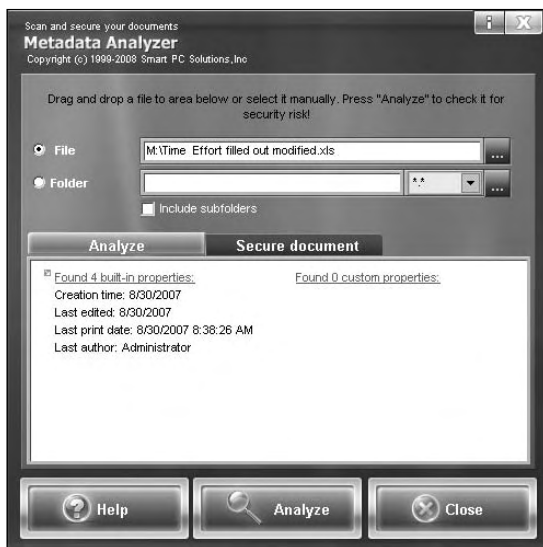 Scan and secure your documents
Metadata Analyzer
Copyright (c) 1999-2008 Smart PC Solutions,Inc
i X
Drag and drop a file to area below or select it manually. Press "Analyze" to check it for
security risk!
File M:\Time Effort filled out modified.xls ...
Folder *.* ...
Include subfolders
Analyze Secure document
Found 4 built-in properties: Found 0 custom properties:
Creation time: 8/30/2007
Last edited: 8/30/2007
Last print date: 8/30/2007 8:38:26 AM
Last author: Administrator
? Help Analyze X Close